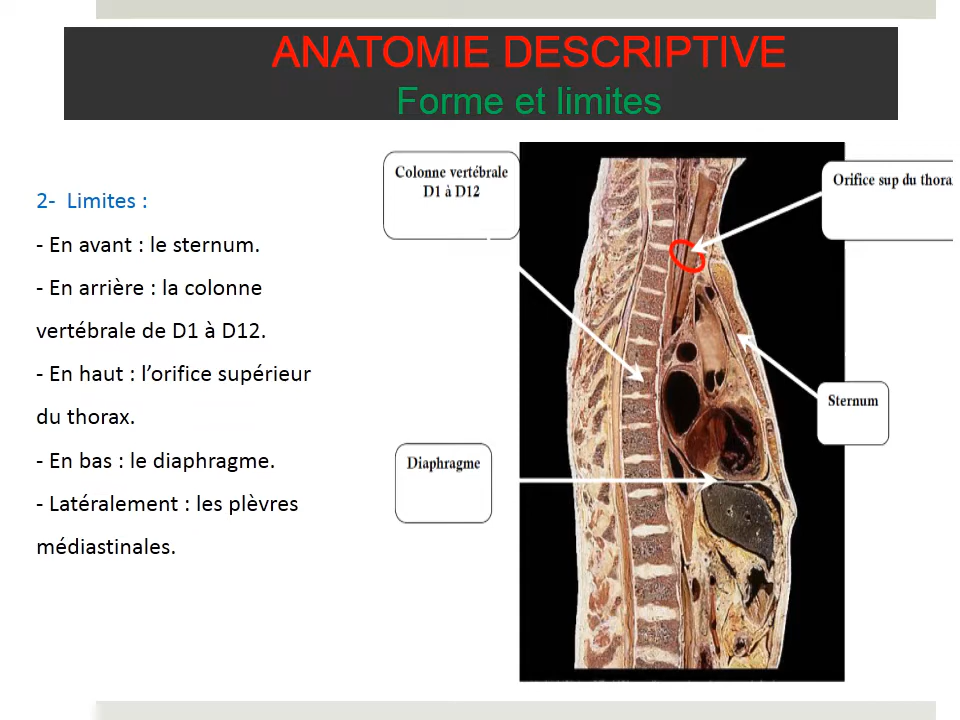 ANATOMIE DESCRIPTIVE
Forme et limites
2- Limites :
- En avant : le sternum.
- En arrière : la colonne
vertébrale de D1 à D12.
- En haut : l’orifice supérieur
du thorax.
- En bas : le diaphragme.
- Latéralement : les plèvres
médiastinales.
Colonne vertébrale
D1 à D12
Orifice sup du thora
Sternum
Diaphragme